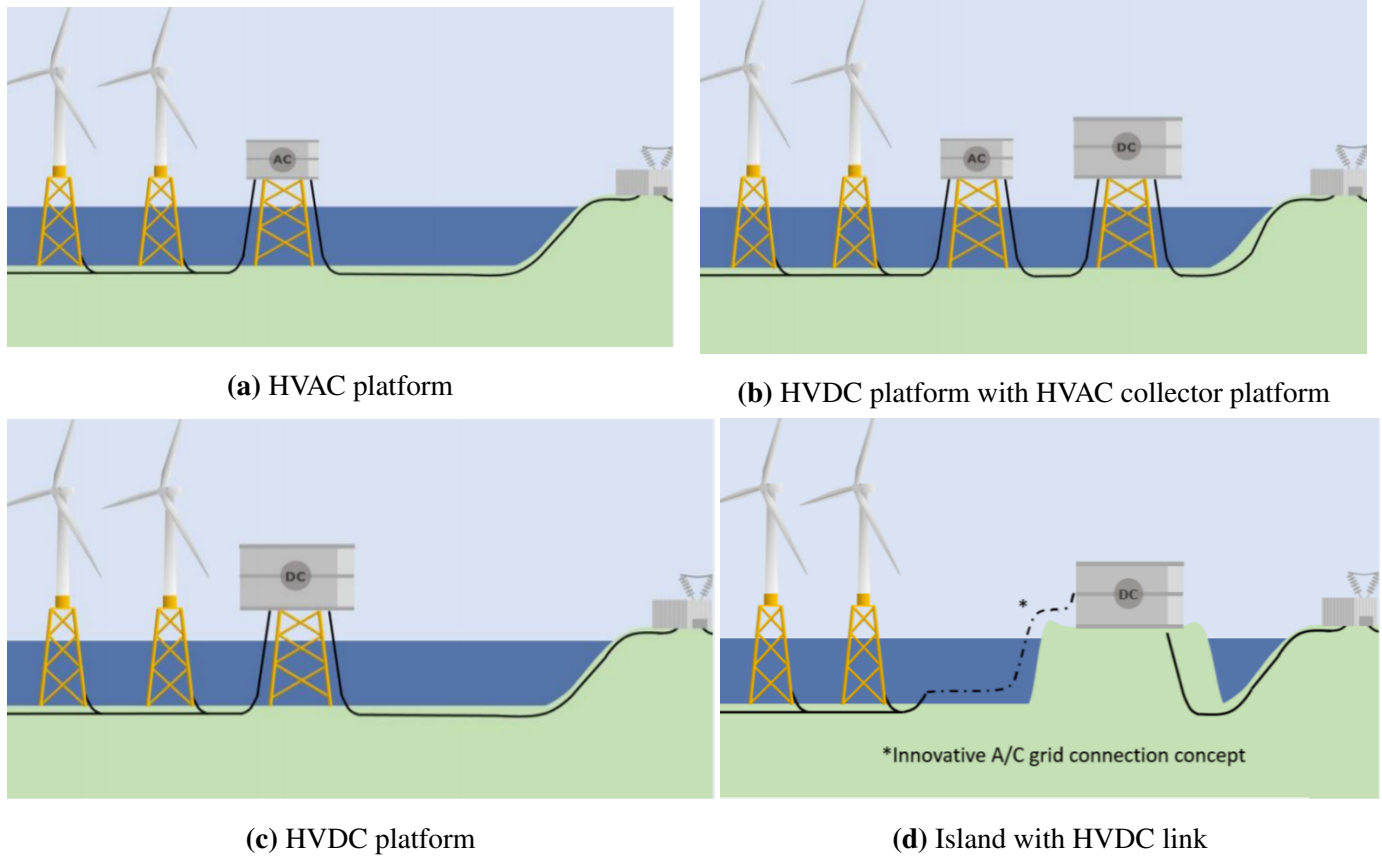 AC
AC
DC
(a) HVAC platform
(b) HVDC platform with HVAC collector platform
DC
*
DC
*Innovative A/C grid connection concept
(c) HVDC platform
(d) Island with HVDC link